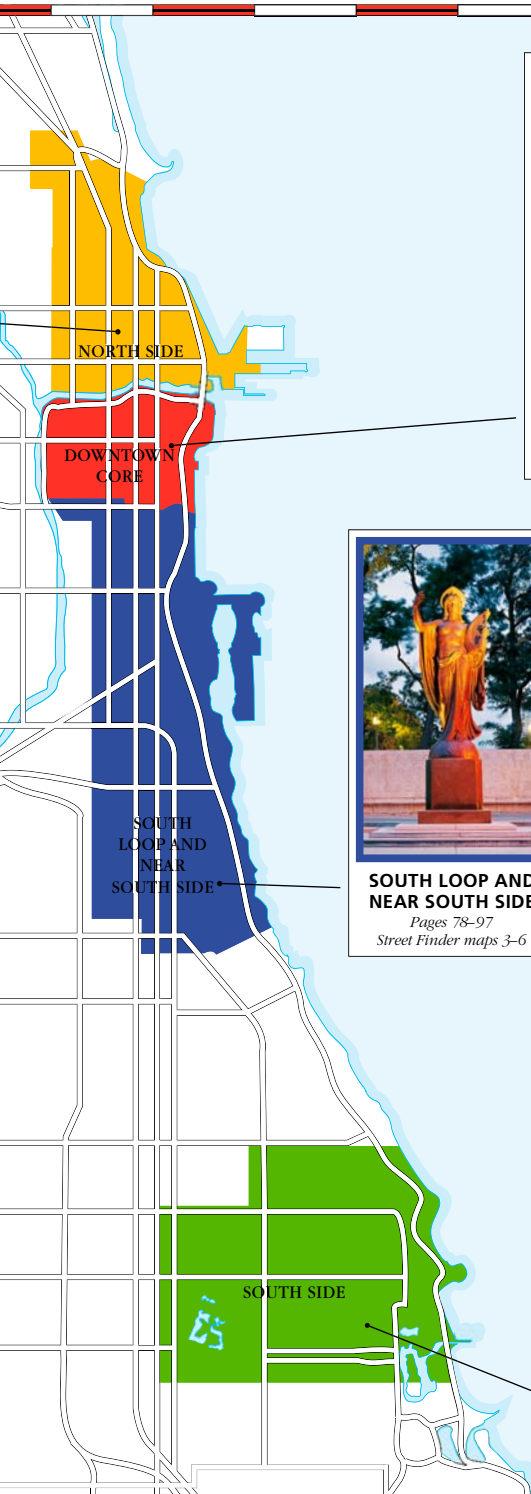 NORTH SIDE
DOWNTOWN
CORE
SOUTH
LOOP AND
NEAR
SOUTH SIDE
SOUTH LOOP AND
NEAR SOUTH SIDE
Pages 78–97
Street Finder maps 3–6
SOUTH SIDE